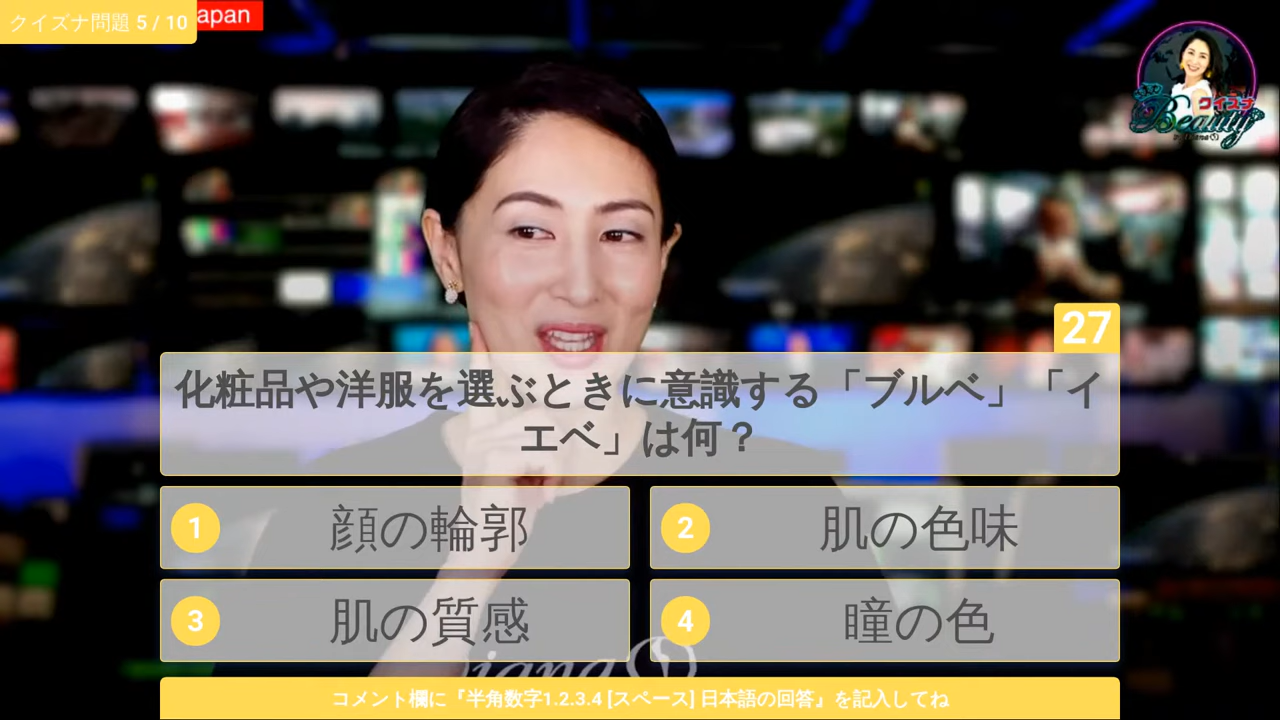 クイズナ問題 5 / 10
apan
クイズナ
Beauty
27
化粧品や洋服を選ぶときに意識する「ブルベ」「イ
エベ」は何？
1 顔の輪郭
2 肌の色味
3 肌の質感
4 瞳の色
コメント欄に『半角数字1.2.3.4 [スペース] 日本語の回答』を記入してね